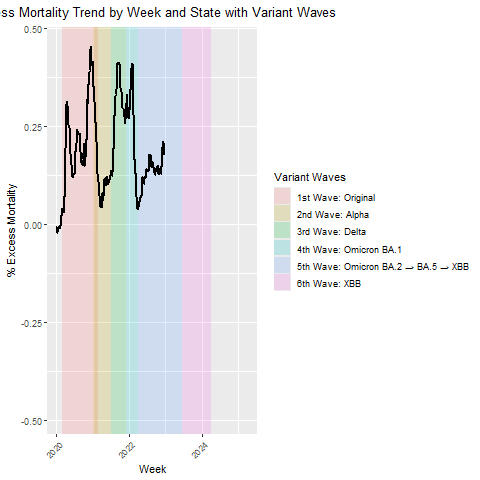 ess Mortality Trend by Week and State with Variant Waves
0.50
0.25
0.00
-0.25
-0.50
% Excess Mortality
2020
2022
2024
Week
Variant Waves
1st Wave: Original
2nd Wave: Alpha
3rd Wave: Delta
4th Wave: Omicron BA.1
5th Wave: Omicron BA.2 → BA.5 → XBB
6th Wave: XBB